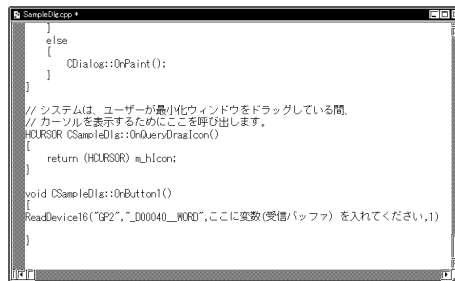 SampleDlg.cpp *
}
else
{
CDialog::OnPaint();
}
}
// システムは、ユーザーが最小化ウィンドウをドラッグしている間、
// カーソルを表示するためにここを呼び出します。
HCURSOR CSampleDlg::OnQueryDragIcon()
{
return (HCURSOR) m_hIcon;
}
void CSampleDlg::OnButton1()
{
ReadDevice16("GP2","_D00040__WORD",ここに変数(受信バッファ) を入れてください,1)
}